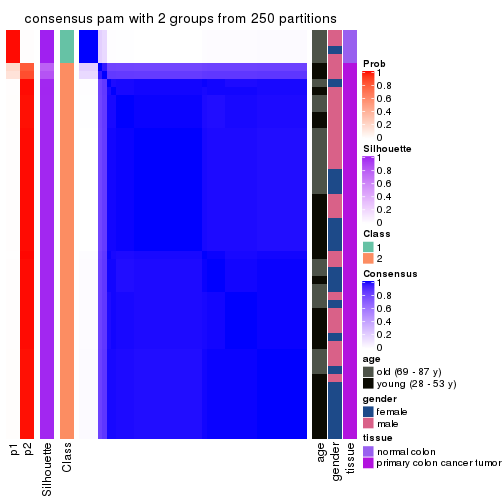 consensus pam with 2 groups from 250 partitions
Prob
1
0.8
0.6
0.4
0.2
0
Silhouette
1
0.8
0.6
0.4
0.2
0
Class
1
2
Consensus
1
0.8
0.6
0.4
0.2
0
age
old (69 - 87 y)
young (28 - 53 y)
gender
female
male
tissue
normal colon
primary colon cancer tumor
p1
p2
Silhouette
Class
age
gender
tissue